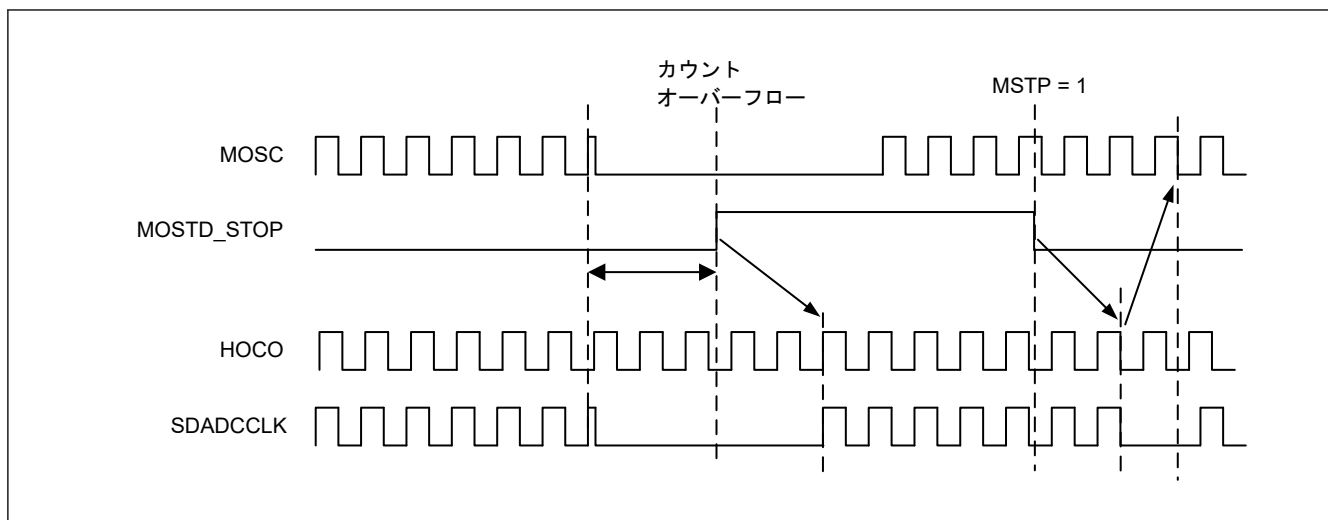 カウント
オーバーフロー
MSTP = 1
MOSC
MOSTD_STOP
HOCO
SDADCCLK